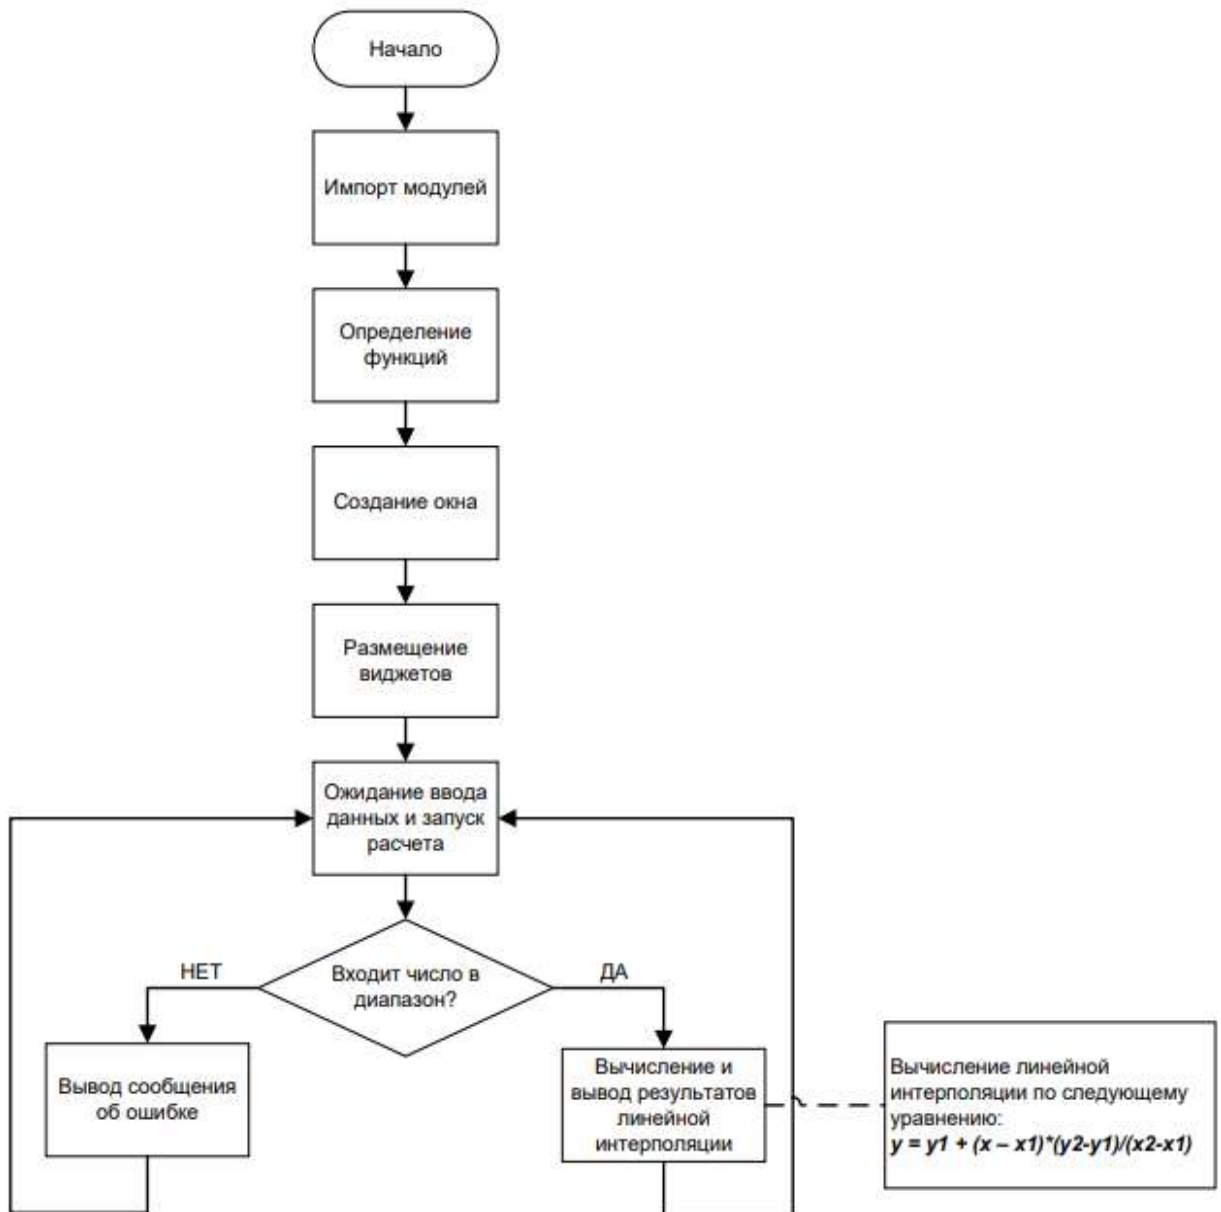 Начало
Импорт модулей
Определение
функций
Создание окна
Размещение
виджетов
Ожидание ввода
данных и запуск
расчета
НЕТ
Входит число в
диапазон?
ДА
Вывод сообщения
об ошибке
Вычисление и
вывод результатов
линейной
интерполяции
Вычисление линейной
интерполяции по следующему
уравнению:
y = y1 + (x – x1)*(y2-y1)/(x2-x1)